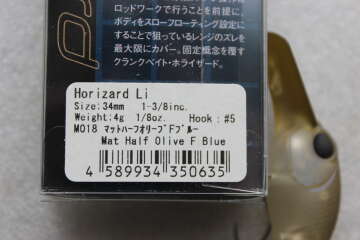 ロッドワークで行うことを前提に、
ボディをスローフローティング設定に
することで狙っているレンジのズレを
最大限にカバー。固定概念を覆す
クランクベイト・ホライザード。
Horizard Li
Size:34mm 1-3/8inc.
Weight:4g 1/8oz. Hook : #5
M018 マットハーフオリーブFブルー
Mat Half Olive F Blue
4 589934 350635